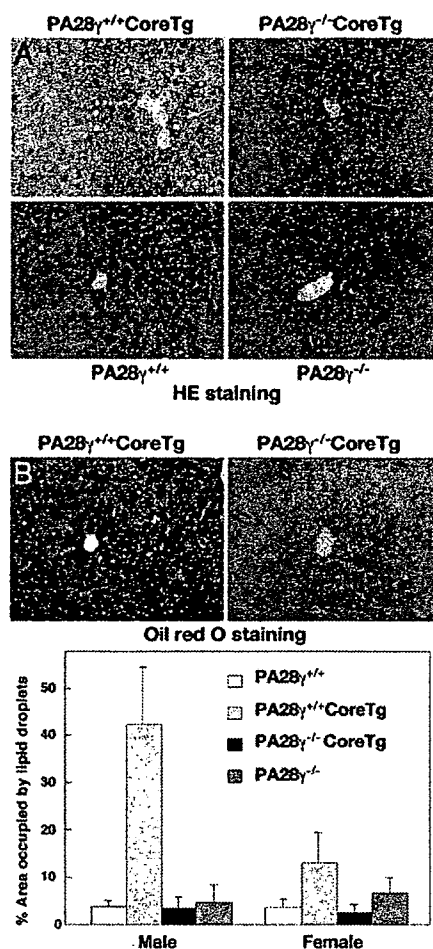 PA28γ+/+CoreTg PA28γ-/-CoreTg
A
PA28γ+/+ PA28γ-/-
HE staining
PA28γ+/+CoreTg PA28γ-/-CoreTg
B
Oil red O staining
% Area occupied by lipid droplets
50
40
30
20
10
0
PA28γ+/+
PA28γ+/+CoreTg
PA28γ-/-CoreTg
PA28γ-/-
Male Female